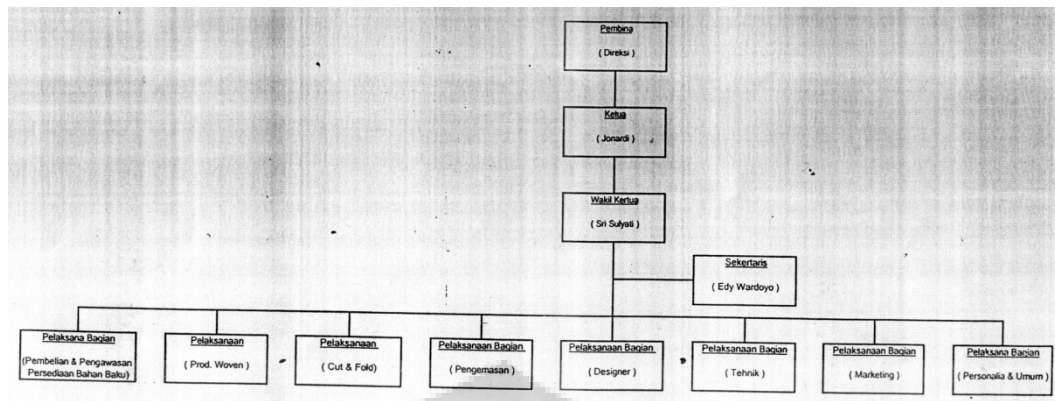 Pembina
( Direksi )
Ketua
( Jonardi )
Wakil Kertua
( Sri Sulyati )
Sekertaris
( Edy Wardoyo )
Pelaksana Bagian
(Pembelian & Pengawasan
Persediaan Bahan Baku)
Pelaksanaan
( Prod. Woven )
Pelaksanaan
( Cut & Fold)
Pelaksanaan Bagian
( Pengemasan )
Pelaksanaan Bagian
( Designer )
Pelaksanaan Bagian
( Tehnik )
Pelaksanaan Bagian
( Marketing )
Pelaksana Bagian
( Personalia & Umum )